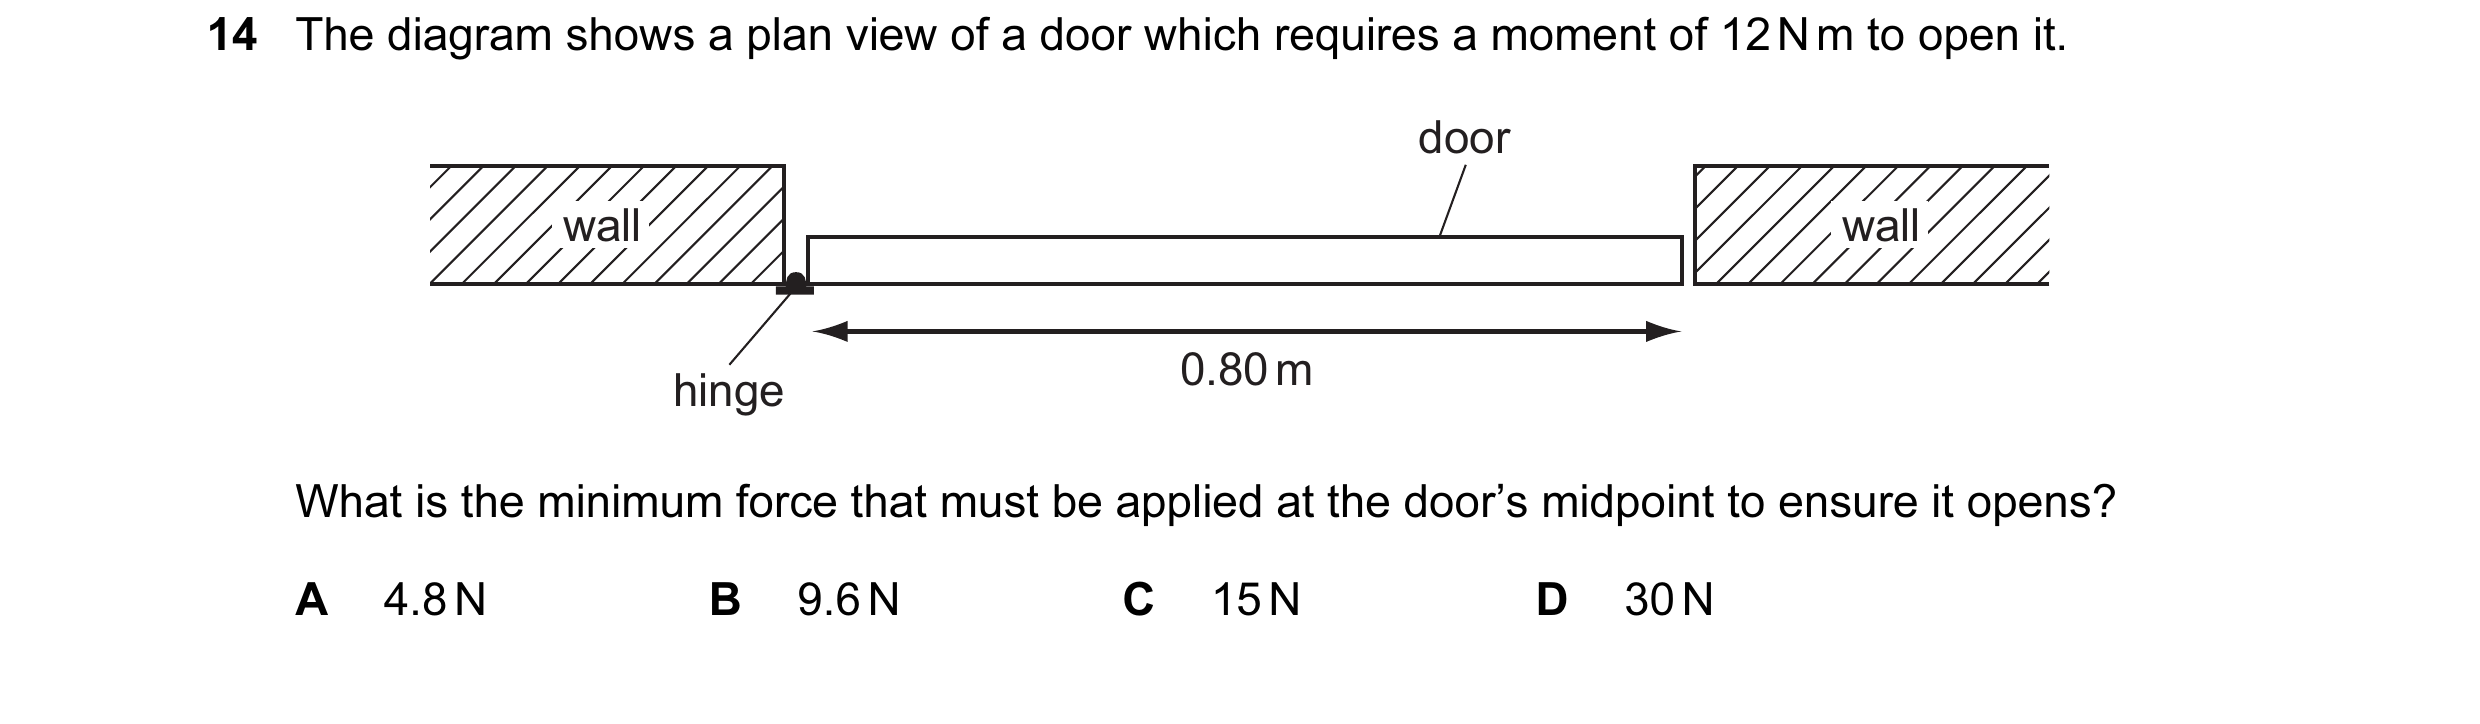 14 The diagram shows a plan view of a door which requires a moment of 12 N m to open it.
door
wall
wall
hinge
0.80 m
What is the minimum force that must be applied at the door’s midpoint to ensure it opens?
A 4.8 N B 9.6 N C 15 N D 30 N